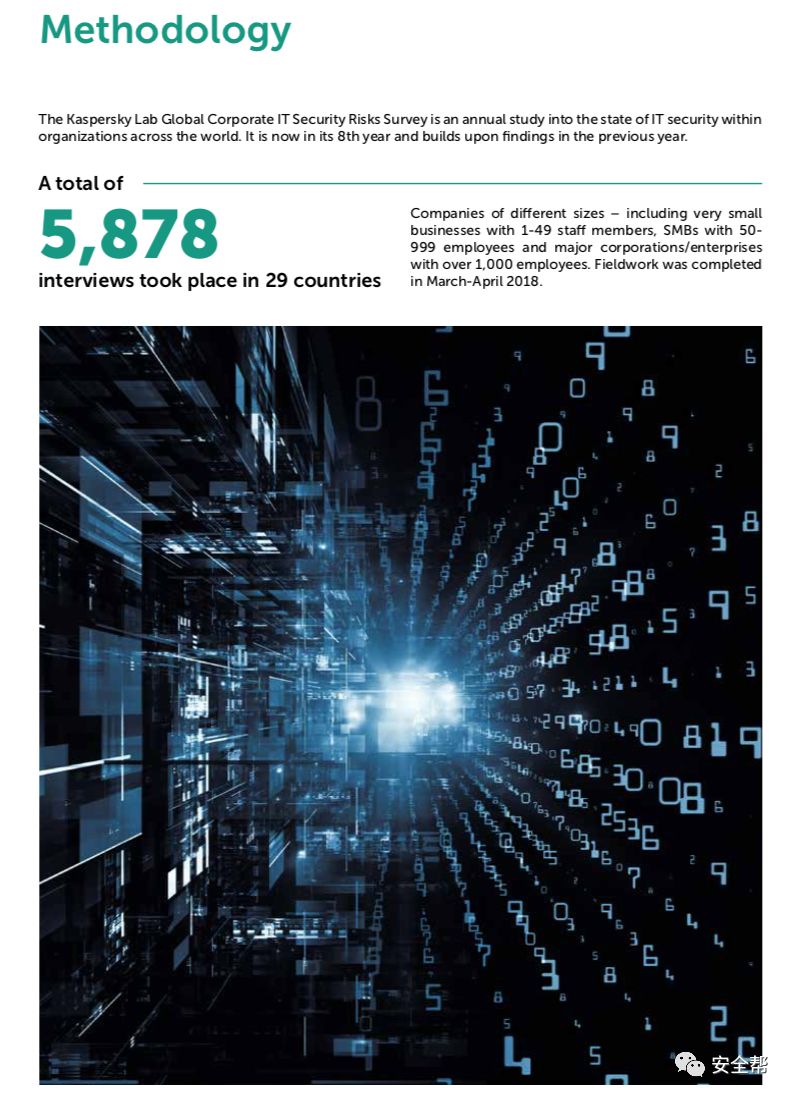 Methodology
The Kaspersky Lab Global Corporate IT Security Risks Survey is an annual study into the state of IT security within
organizations across the world. It is now in its 8th year and builds upon findings in the previous year.
A total of
5,878
interviews took place in 29 countries
Companies of different sizes – including very small
businesses with 1-49 staff members, SMBs with 50-
999 employees and major corporations/enterprises
with over 1,000 employees. Fieldwork was completed
in March-April 2018.
安全帮